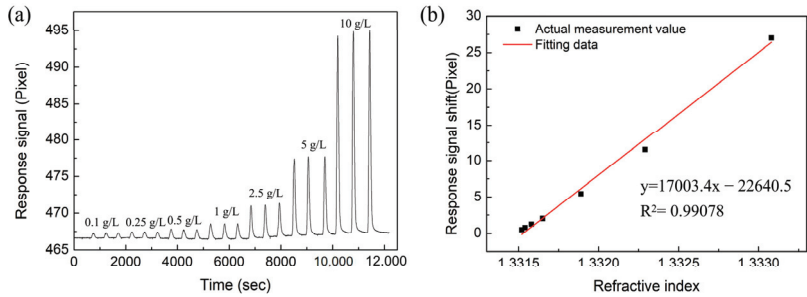 (a)
495
490
485
480
475
470
465
Response signal (Pixel)
0.1 g/L
0.25 g/L
0.5 g/L
1 g/L
2.5 g/L
5 g/L
10 g/L
0 2000 4000 6000 8000 10.000 12.000
Time (sec)
(b)
30
25
20
15
10
5
0
Response signal shift(Pixel)
Actual measurement value
Fitting data
y=17003.4x − 22640.5
R²= 0.99078
1.3315 1.3320 1.3325 1.3330
Refractive index